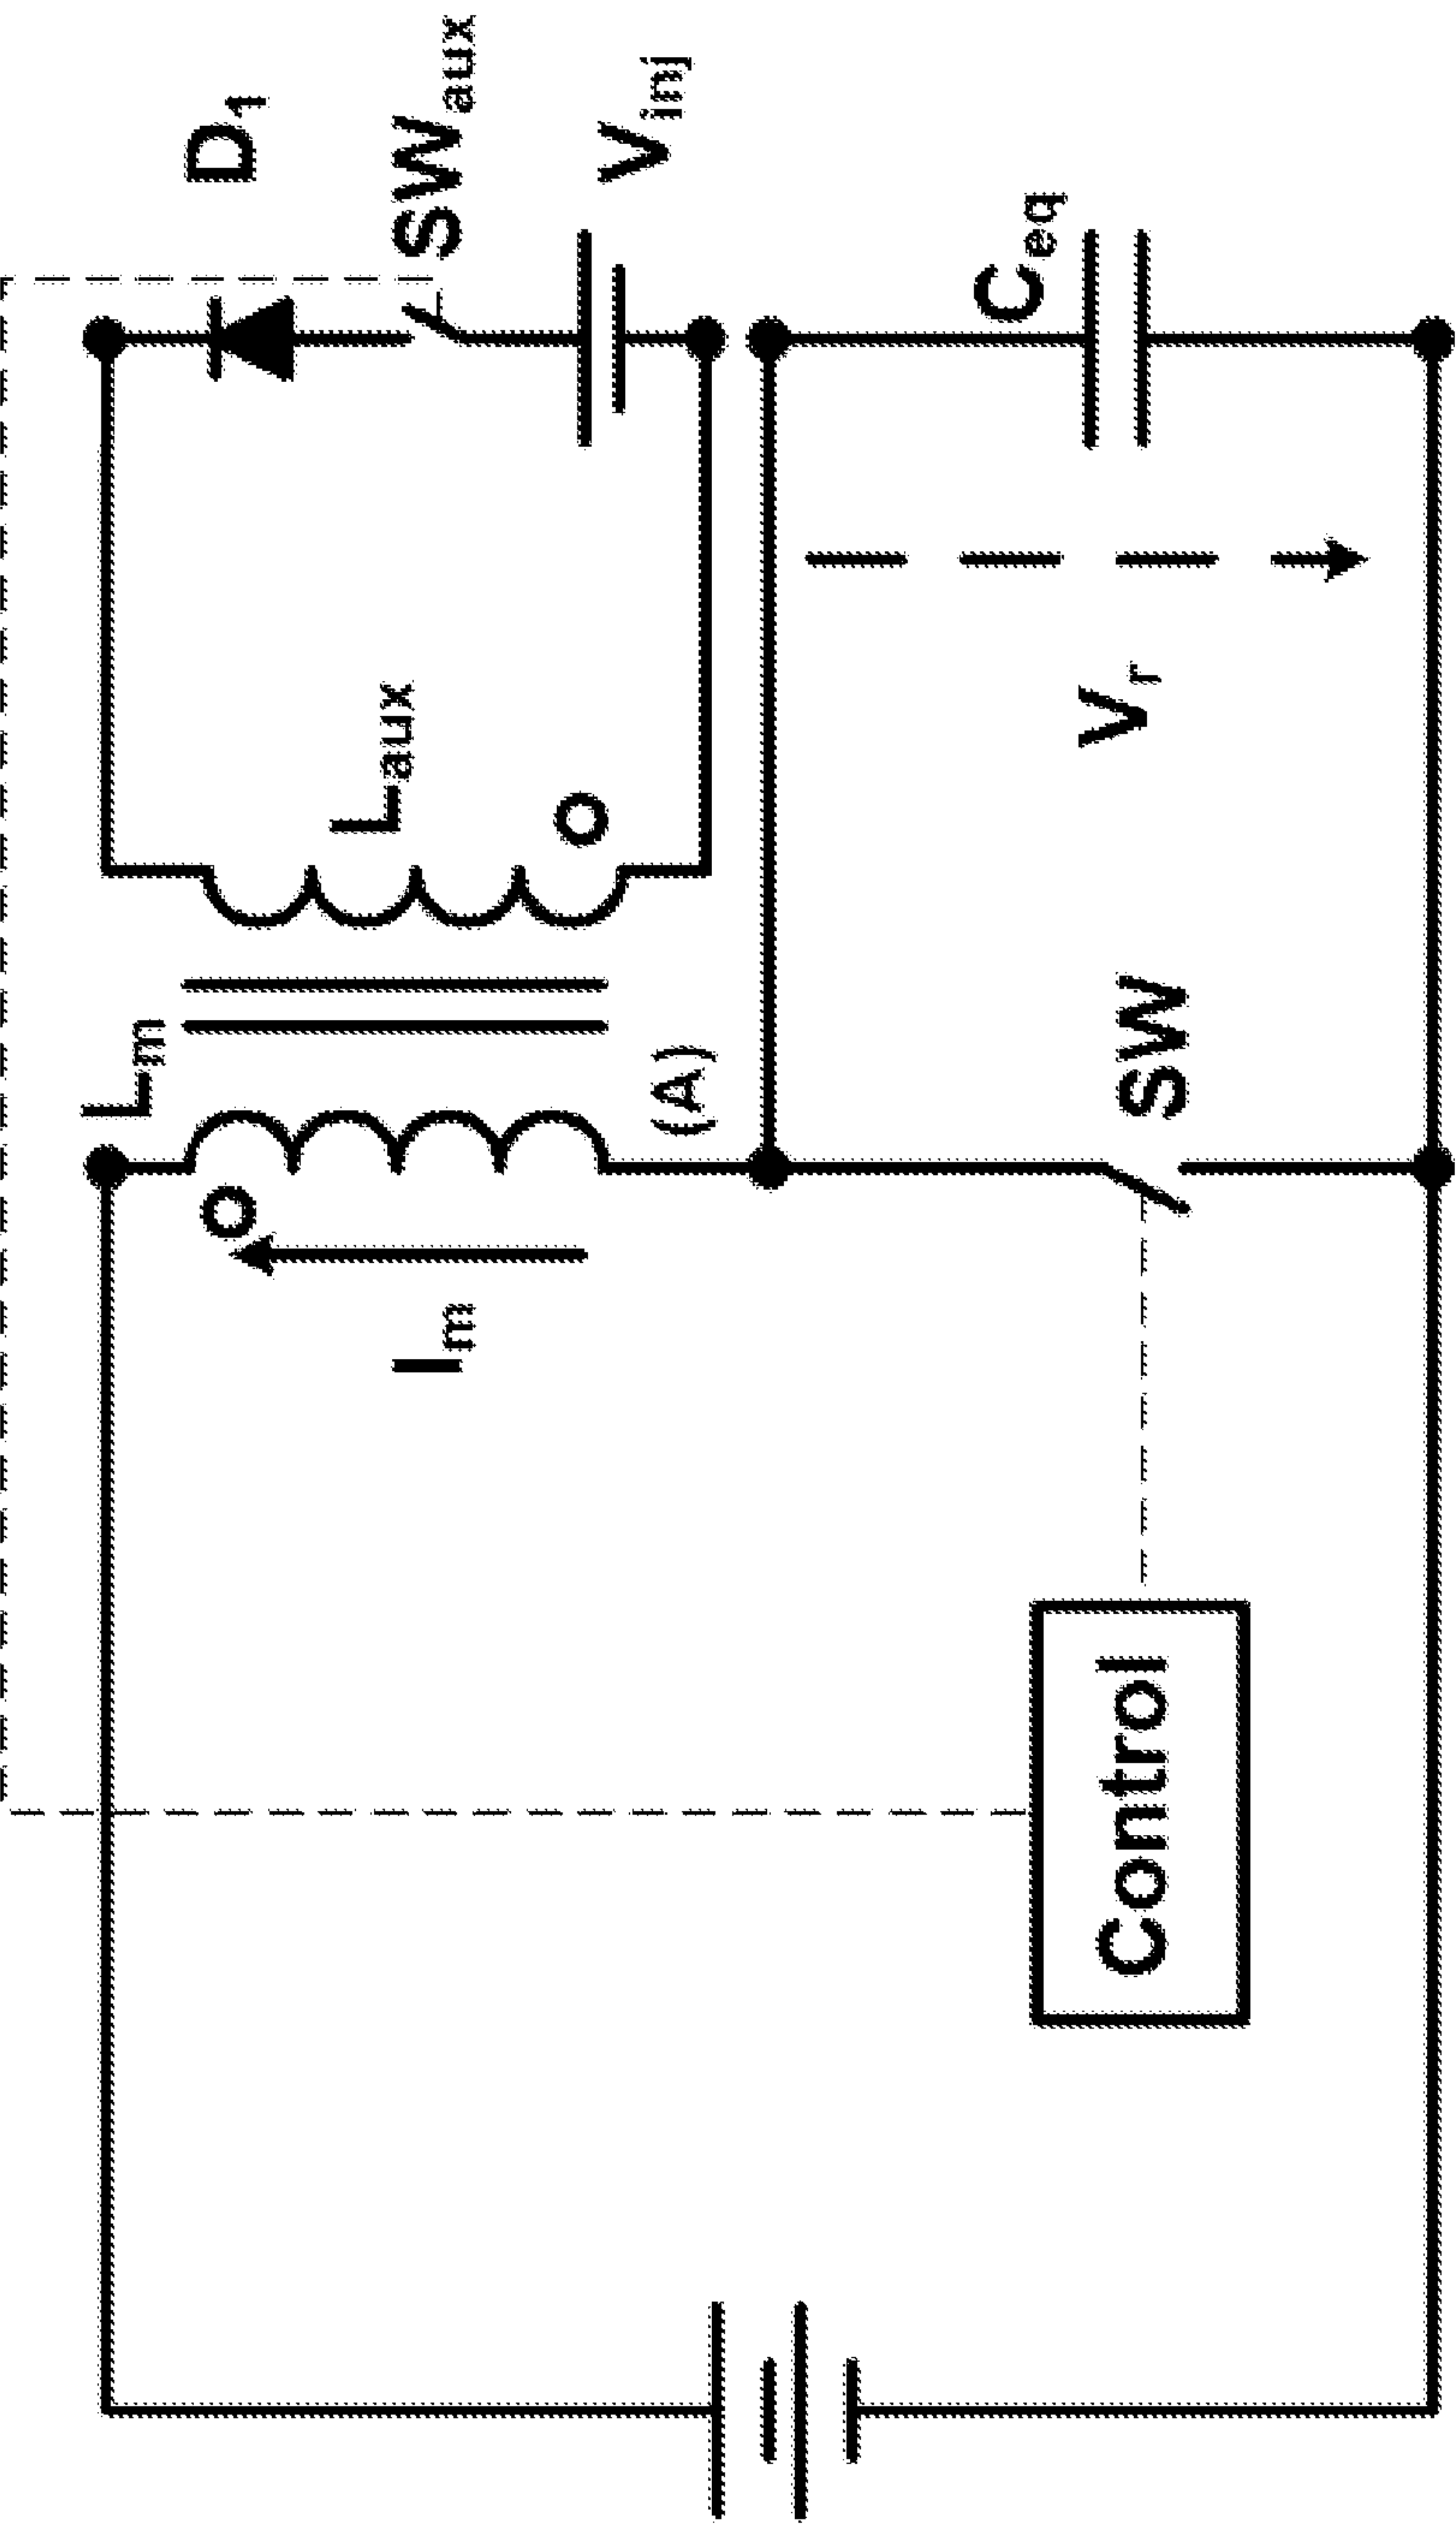 D1
SWaux
Vinj
Ceq
Laux
Vr
Lm
(A)
SW
Im
Control